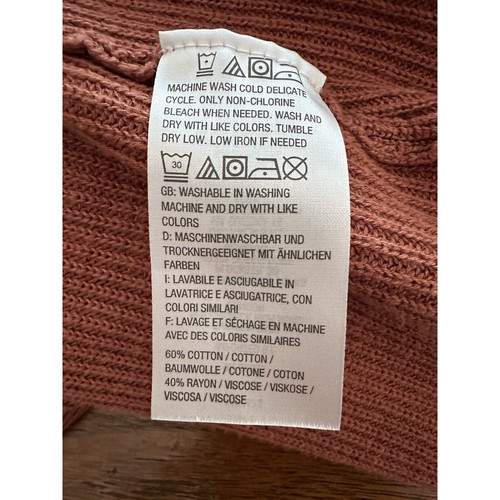 MACHINE WASH COLD DELICATE
CYCLE. ONLY NON-CHLORINE
BLEACH WHEN NEEDED. WASH AND
DRY WITH LIKE COLORS. TUMBLE
DRY LOW. LOW IRON IF NEEDED
30
GB: WASHABLE IN WASHING
MACHINE AND DRY WITH LIKE
COLORS
D: MASCHINENWASCHBAR UND
TROCKNERGEEIGNET MIT ÄHNLICHEN
FARBEN
I: LAVABILE E ASCIUGABILE IN
LAVATRICE E ASCIUGATRICE, CON
COLORI SIMILARI
F: LAVAGE ET SÉCHAGE EN MACHINE
AVEC DES COLORIS SIMILAIRES
60% COTTON / COTTON /
BAUMWOLLE / COTONE / COTON
40% RAYON / VISCOSE / VISKOSE /
VISCOSA / VISCOSE